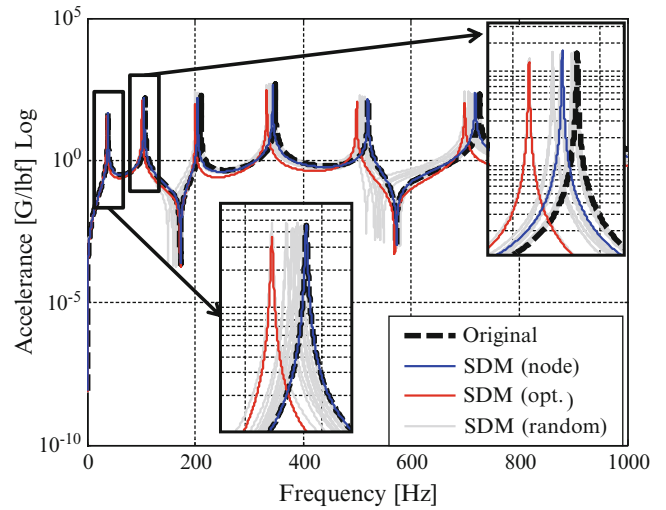 Accelerance [G/lbf] Log
10^5
10^0
10^-5
10^-10
0
200
400
600
800
1000
Frequency [Hz]
Original
SDM (node)
SDM (opt.)
SDM (random)